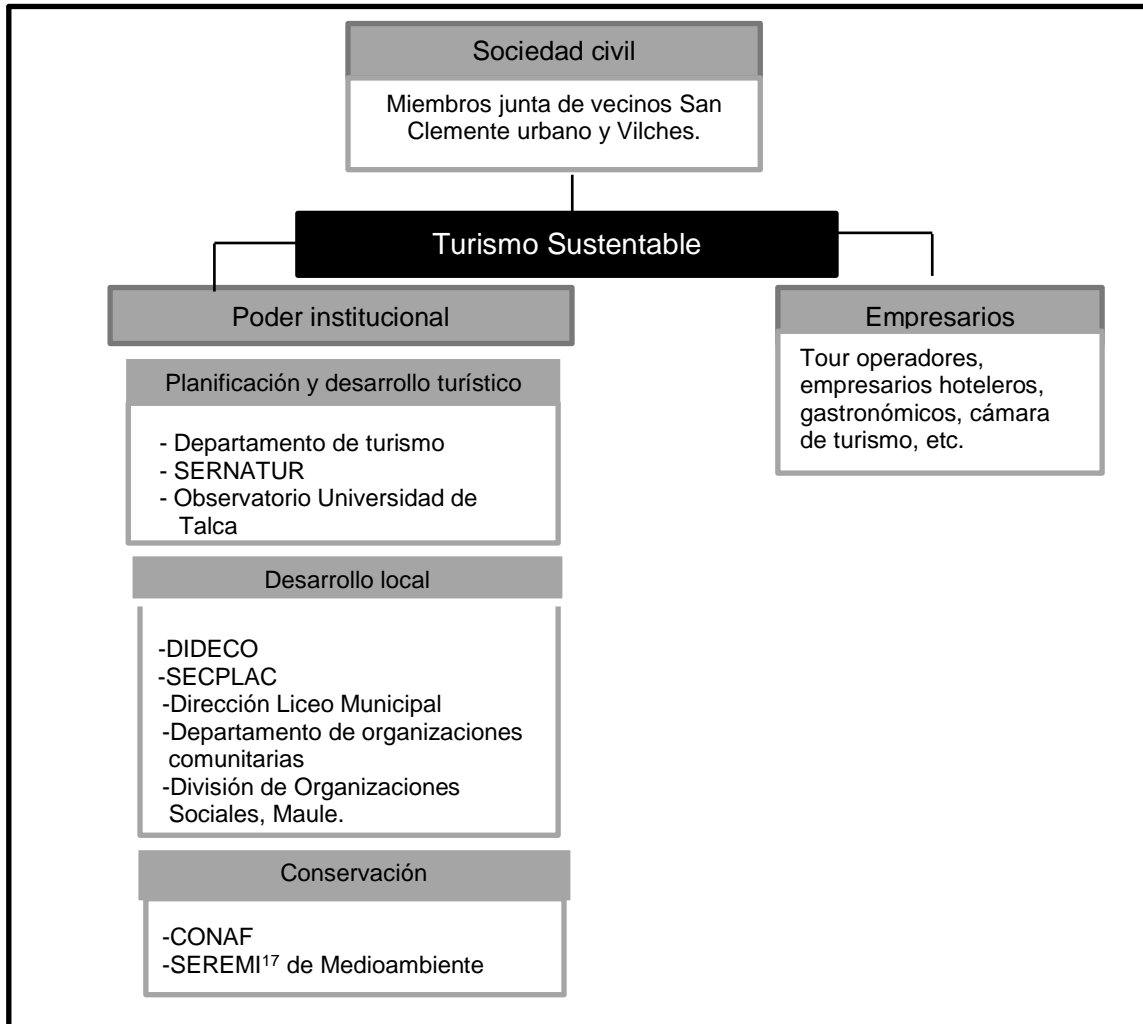 Sociedad civil
Miembros junta de vecinos San
Clemente urbano y Vilches.
Turismo Sustentable
Poder institucional
Planificación y desarrollo turístico
- Departamento de turismo
- SERNATUR
- Observatorio Universidad de
Talca
Desarrollo local
-DIDECO
-SECPLAC
-Dirección Liceo Municipal
-Departamento de organizaciones
comunitarias
-División de Organizaciones
Sociales, Maule.
Conservación
-CONAF
-SEREMI¹⁷ de Medioambiente
Empresarios
Tour operadores,
empresarios hoteleros,
gastronómicos, cámara
de turismo, etc.